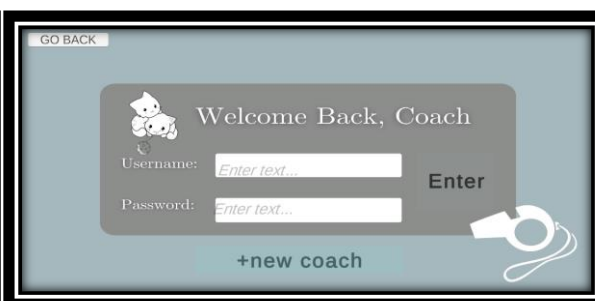 GO BACK
Welcome Back, Coach
Username:
Enter text...
Password:
Enter text...
Enter
+new coach